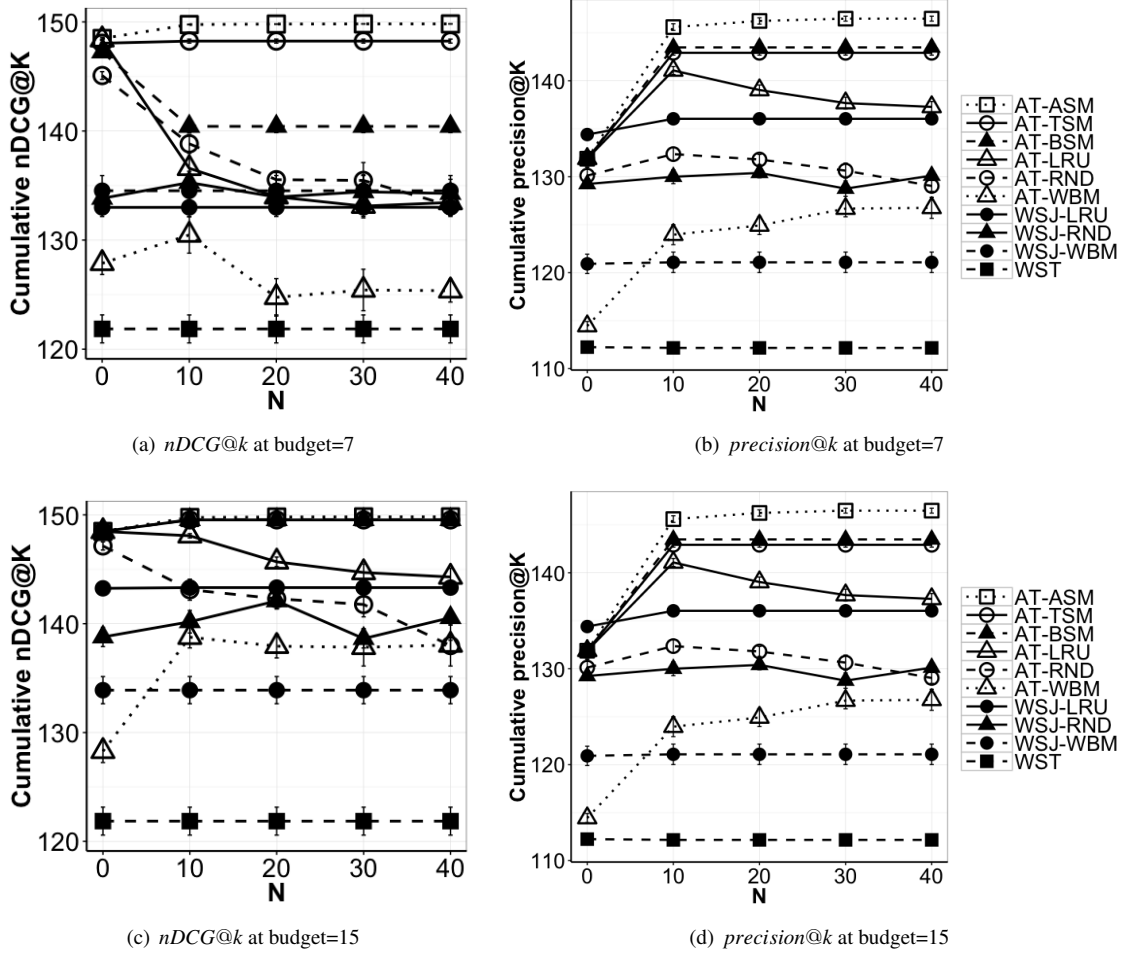 Cumulative nDCG@K
150
140
130
120
0 10 20 30 40
N
(a) nDCG@k at budget=7
Cumulative precision@K
140
130
120
110
0 10 20 30 40
N
(b) precision@k at budget=7
AT-ASM
AT-TSM
AT-BSM
AT-LRU
AT-RND
AT-WBM
WSJ-LRU
WSJ-RND
WSJ-WBM
WST
Cumulative nDCG@K
150
140
130
120
0 10 20 30 40
N
(c) nDCG@k at budget=15
Cumulative precision@K
140
130
120
110
0 10 20 30 40
N
(d) precision@k at budget=15
AT-ASM
AT-TSM
AT-BSM
AT-LRU
AT-RND
AT-WBM
WSJ-LRU
WSJ-RND
WSJ-WBM
WST